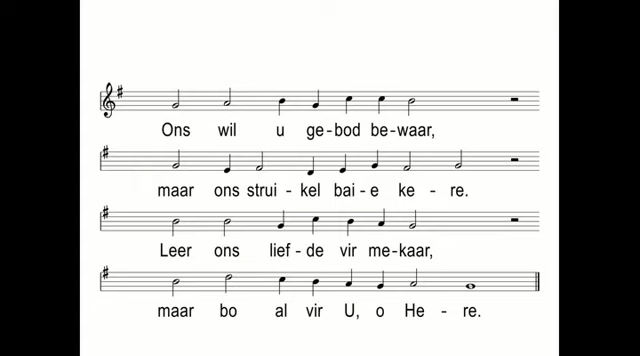 Ons wil u ge-bod be-waar,
maar ons strui-kel bai-e ke-re.
Leer ons lief-de vir me-kaar,
maar bo al vir U, o He-re.